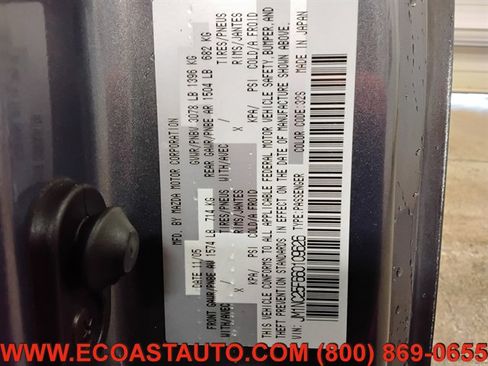 MFD BY MAZDA MOTOR CORPORATION
DATE 11/05 GVWR/PNBV 3078 LB 1396 KG
FRONT GAWR/PNBE AV 1574 LB 714 KG REAR GAWR/PNBE AR 1504 LB 682 KG
WITH/AVEC TIRES/PNEUS WITH/AVEC TIRES/PNEUS
/ X RIMS/JANTES / X RIMS/JANTES
KPA/ PSI COLD/A FROID KPA/ PSI COLD/A FROID
THIS VEHICLE CONFORMS TO ALL APPLICABLE FEDERAL MOTOR VEHICLE SAFETY, BUMPER, AND
THEFT PREVENTION STANDARDS IN EFFECT ON THE DATE OF MANUFACTURE SHOWN ABOVE.
VIN: TYPE:PASSENGER COLOR CODE:32S MADE IN JAPAN
WWW.ECOASTAUTO.COM (800) 869-0655